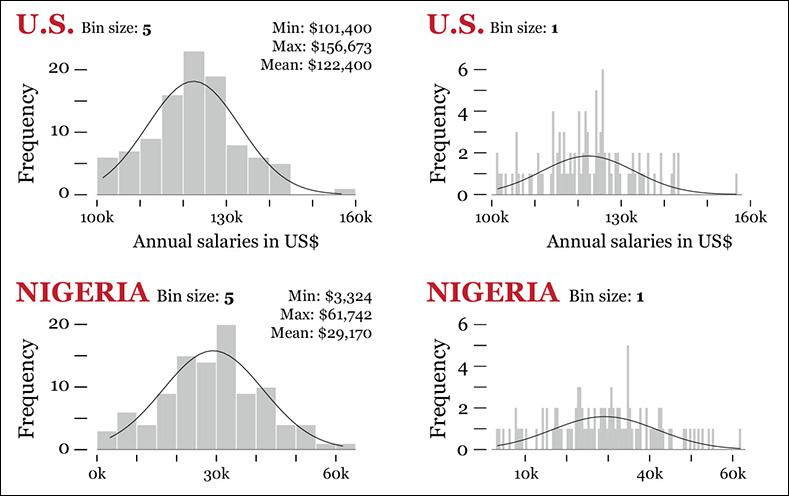 U.S. Bin size: 5
Min: $101,400
Max: $156,673
Mean: $122,400
Frequency
20
10
0
100k 130k 160k
Annual salaries in US$
U.S. Bin size: 1
Frequency
6
4
2
0
100k 130k 160k
Annual salaries in US$
NIGERIA Bin size: 5
Min: $3,324
Max: $61,742
Mean: $29,170
Frequency
20
10
0
0k 30k 60k
NIGERIA Bin size: 1
Frequency
6
4
2
0
10k 40k 60k